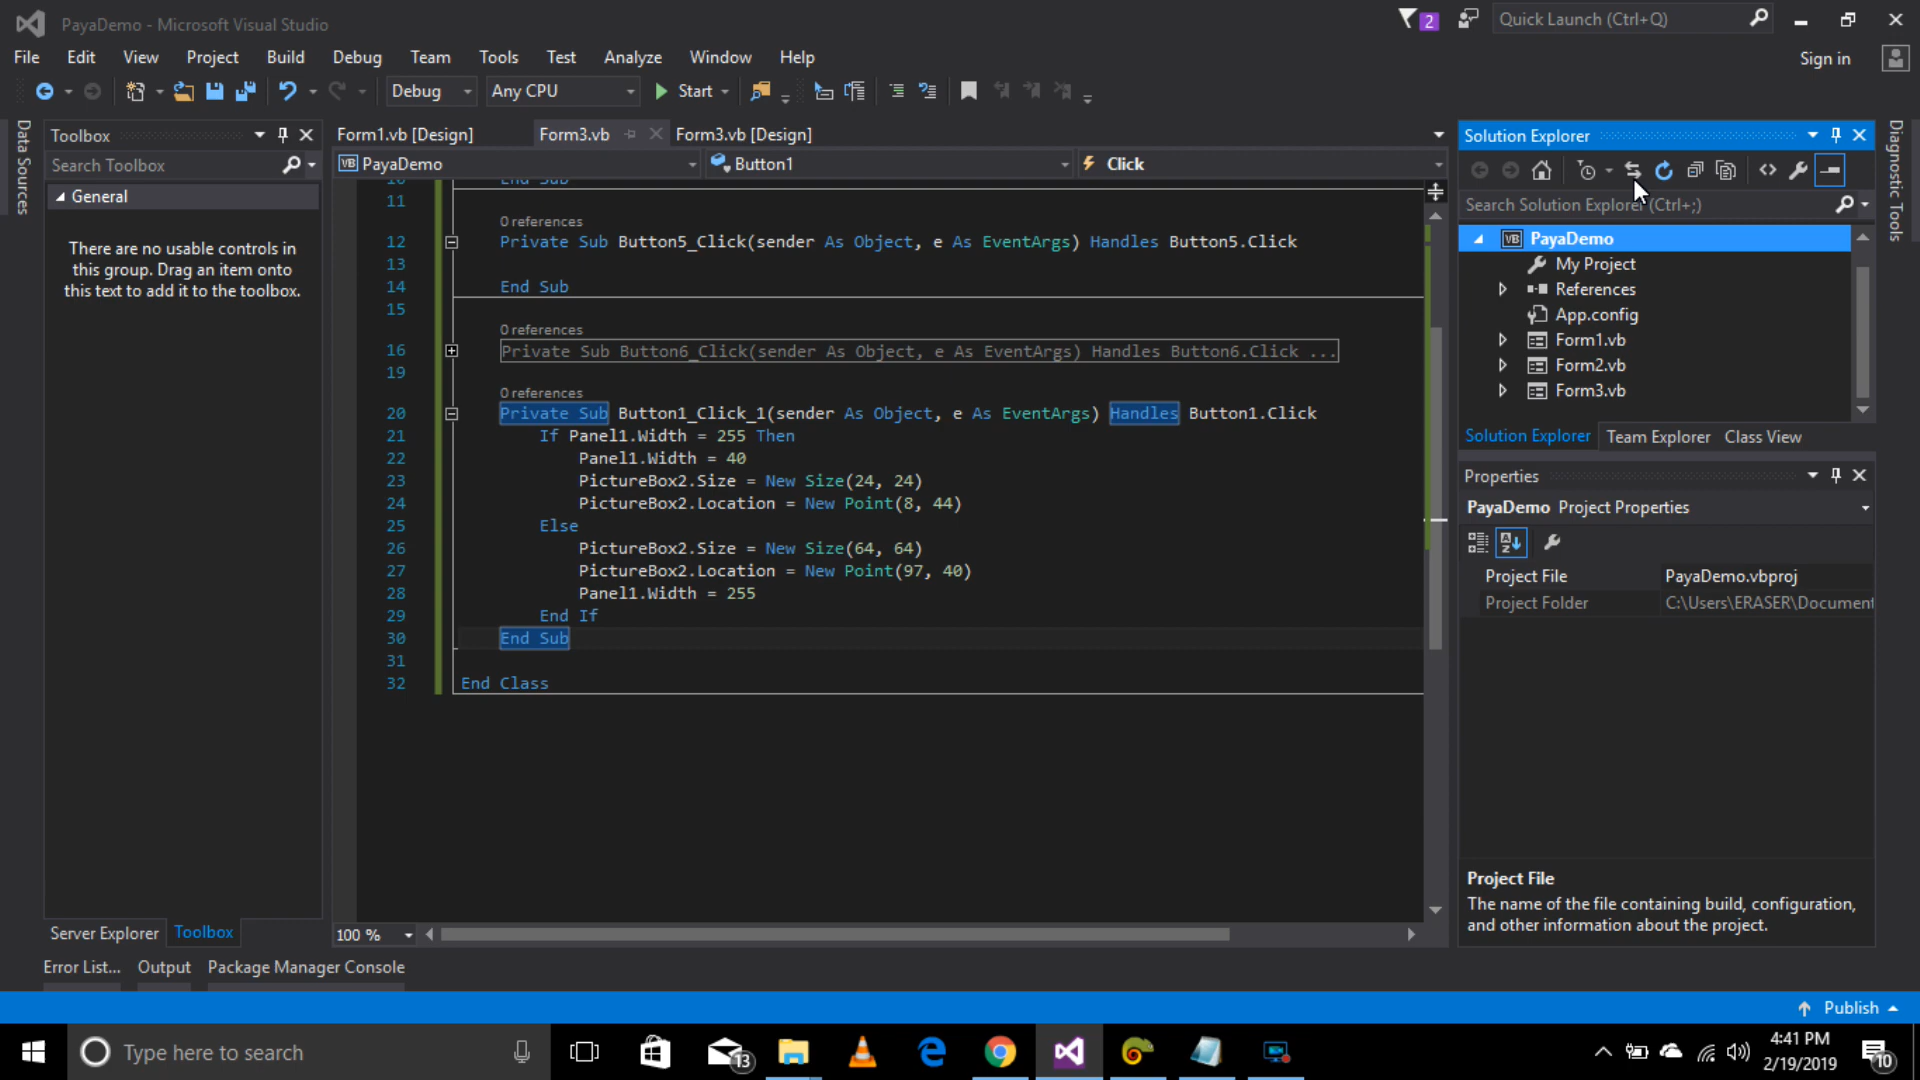 PayaDemo - Microsoft Visual Studio
2
Quick Launch (Ctrl+Q)
File Edit View Project Build Debug Team Tools Test Analyze Window Help
Sign in
Debug Any CPU Start
Data Sources
Toolbox
Search Toolbox
General
There are no usable controls in
this group. Drag an item onto
this text to add it to the toolbox.
Server Explorer Toolbox
Form1.vb [Design] Form3.vb Form3.vb [Design]
VB PayaDemo Button1 Click
10 End Sub
11
0 references
12 Private Sub Button5_Click(sender As Object, e As EventArgs) Handles Button5.Click
13
14 End Sub
15
0 references
16 Private Sub Button6_Click(sender As Object, e As EventArgs) Handles Button6.Click ...
19
0 references
20 Private Sub Button1_Click_1(sender As Object, e As EventArgs) Handles Button1.Click
21 If Panel1.Width = 255 Then
22 Panel1.Width = 40
23 PictureBox2.Size = New Size(24, 24)
24 PictureBox2.Location = New Point(8, 44)
25 Else
26 PictureBox2.Size = New Size(64, 64)
27 PictureBox2.Location = New Point(97, 40)
28 Panel1.Width = 255
29 End If
30 End Sub
31
32 End Class
100 %
Solution Explorer
Search Solution Explorer (Ctrl+;)
VB PayaDemo
My Project
References
App.config
Form1.vb
Form2.vb
Form3.vb
Solution Explorer Team Explorer Class View
Properties
PayaDemo Project Properties
Project File PayaDemo.vbproj
Project Folder C:\Users\ERASER\Document
Project File
The name of the file containing build, configuration,
and other information about the project.
Diagnostic Tools
Error List... Output Package Manager Console
Publish
Type here to search
13
4:41 PM
2/19/2019
10